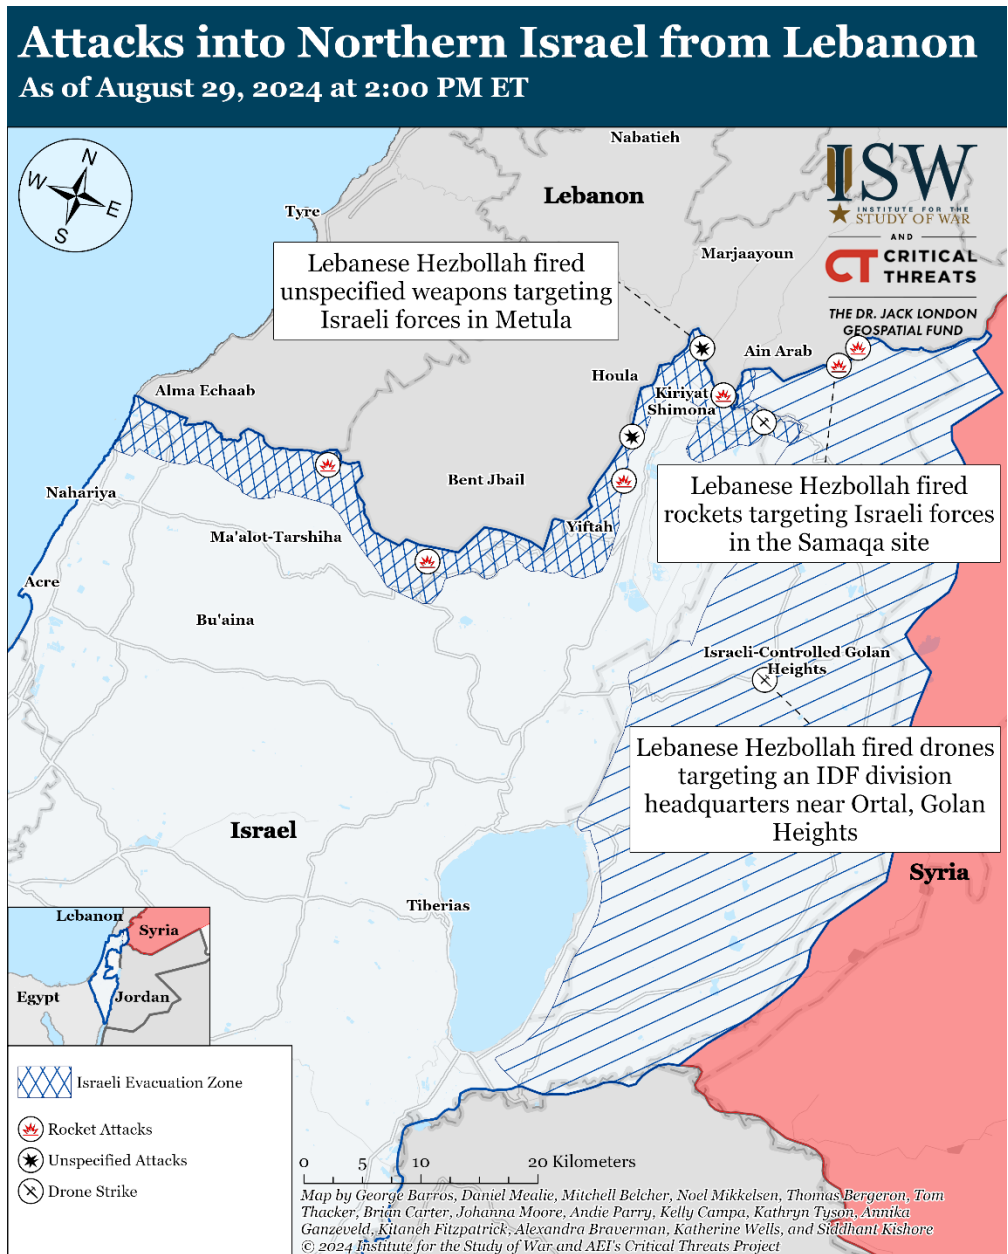 Attacks into Northern Israel from Lebanon
As of August 29, 2024 at 2:00 PM ET
N
W
E
S
Nabatieh
Lebanon
Tyre
Marjaayoun
ISW
INSTITUTE FOR THE
STUDY OF WAR
AND
CT CRITICAL
THREATS
THE DR. JACK LONDON
GEOSPATIAL FUND
Lebanese Hezbollah fired
unspecified weapons targeting
Israeli forces in Metula
Ain Arab
Houla
Alma Echaab
Kiriyat
Shimona
Bent Jbail
Nahariya
Lebanese Hezbollah fired
rockets targeting Israeli forces
in the Samaqa site
Yiftah
Ma'alot-Tarshiha
Acre
Bu'aina
Israeli-Controlled Golan
Heights
Lebanese Hezbollah fired drones
targeting an IDF division
headquarters near Ortal, Golan
Heights
Israel
Syria
Tiberias
Lebanon
Syria
Egypt
Jordan
Israeli Evacuation Zone
Rocket Attacks
Unspecified Attacks
Drone Strike
0 5 10 20 Kilometers
Map by George Barros, Daniel Mealie, Mitchell Belcher, Noel Mikkelsen, Thomas Bergeron, Tom
Thacker, Brian Carter, Johanna Moore, Andie Parry, Kelly Campa, Kathryn Tyson, Annika
Ganzeveld, Kitaneh Fitzpatrick, Alexandra Braverman, Katherine Wells, and Siddhant Kishore
© 2024 Institute for the Study of War and AEI's Critical Threats Project